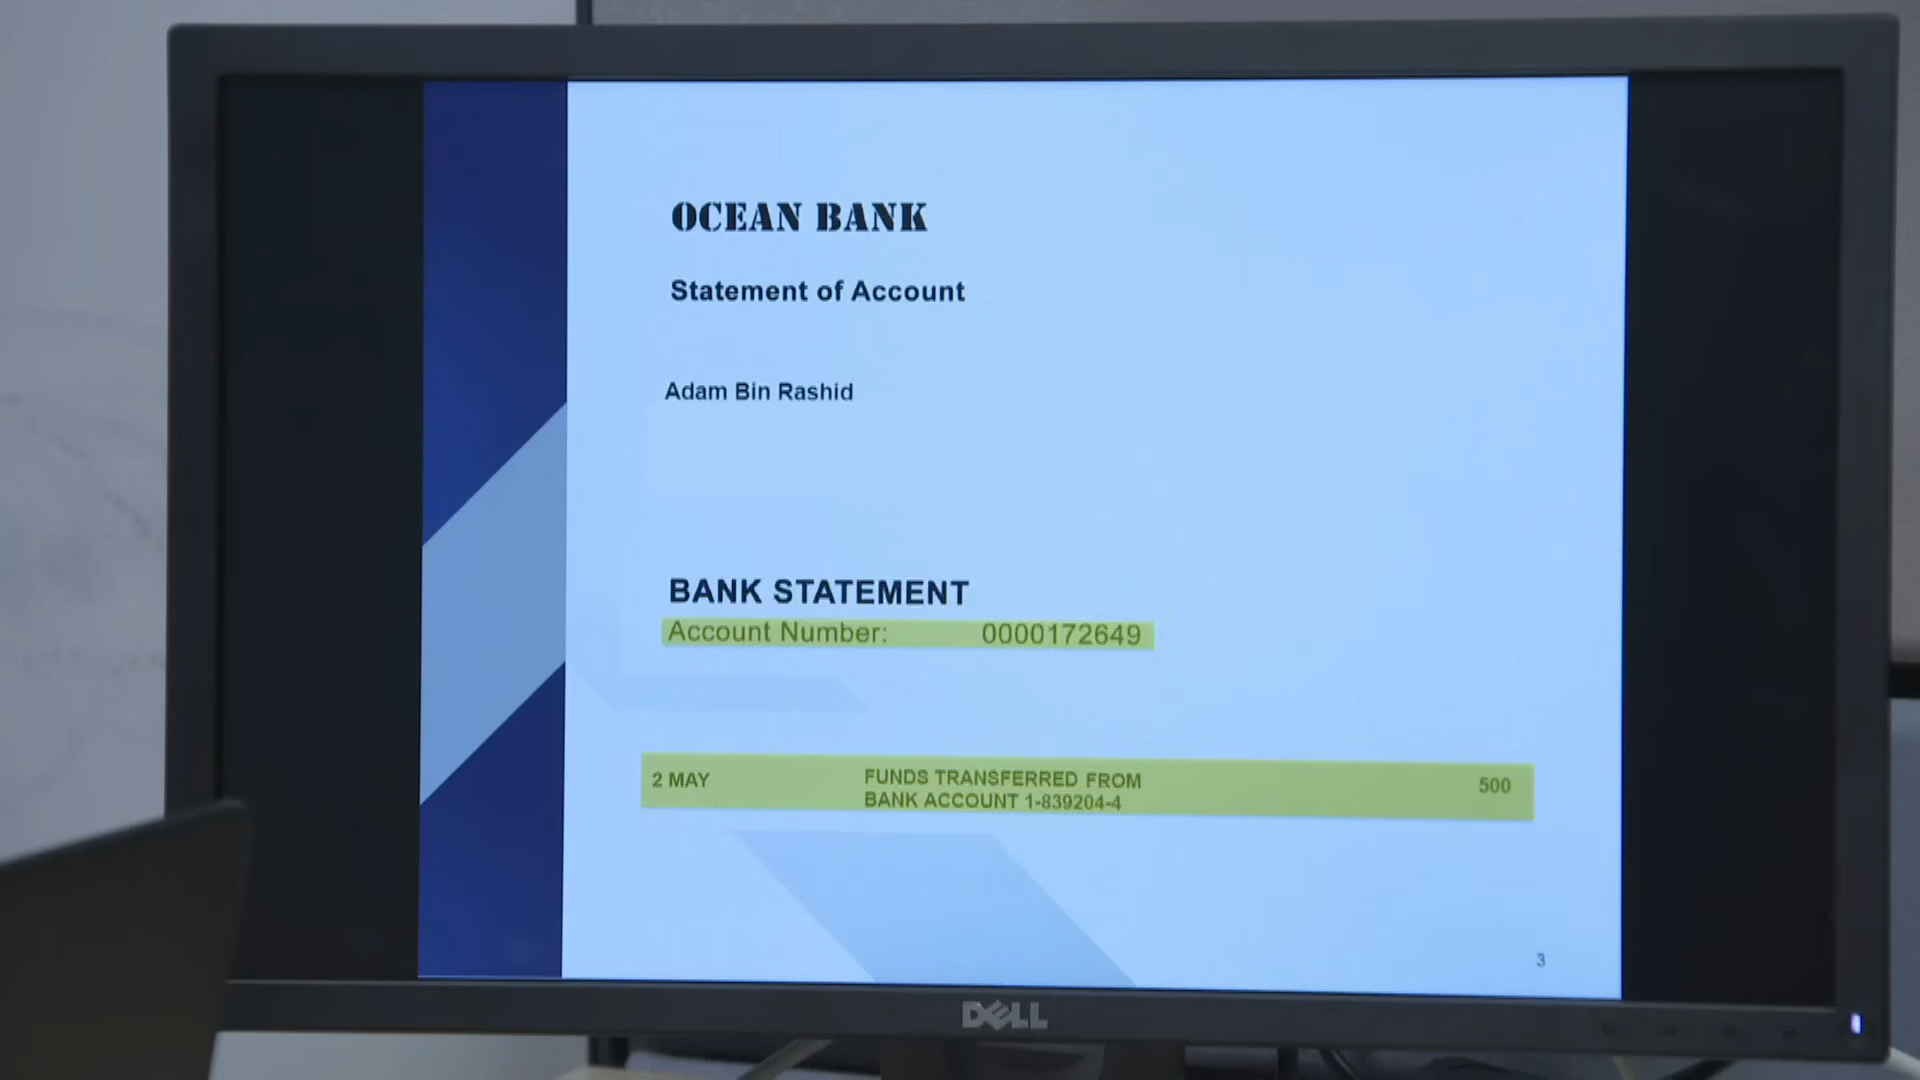 OCEAN BANK
Statement of Account
Adam Bin Rashid
BANK STATEMENT
Account Number: 0000172649
2 MAY FUNDS TRANSFERRED FROM 500
BANK ACCOUNT 1-839204-4
3
DELL